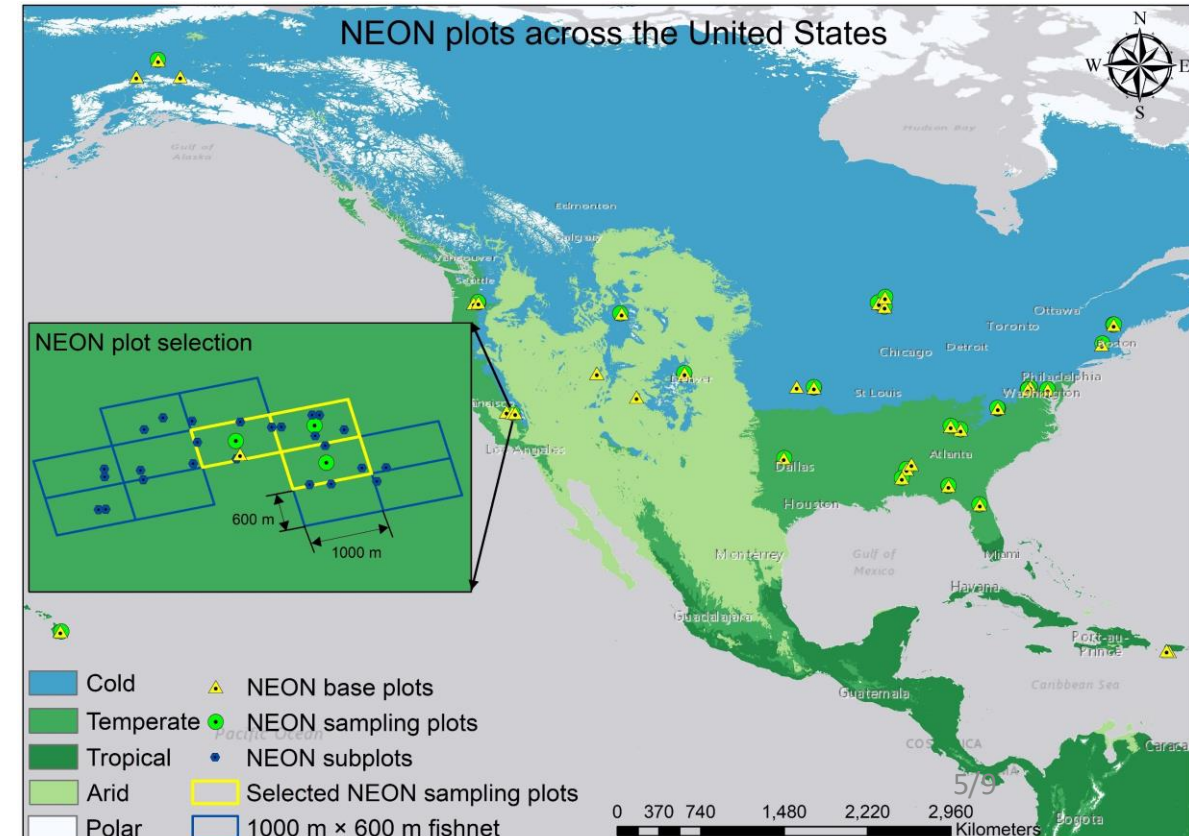 NEON plots across the United States
N
W
E
S
Hudson Bay
Gulf of
Alaska
Edmonton
Calgary
Vancouver
Seattle
Ottawa
Toronto
Boston
Chicago
Detroit
NEON plot selection
Denver
St Louis
Philadelphia
Washington
Francisco
Los Angeles
Atlanta
Dallas
600 m
1000 m
Houston
Monterrey
Gulf of
Mexico
Miami
Havana
Guadalajara
Port-au-
Prince
Caribbean Sea
Guatemala
Cold
NEON base plots
Temperate
NEON sampling plots
Pacific Ocean
Tropical
NEON subplots
Caracas
Arid
Selected NEON sampling plots
5/9
Polar
1000 m × 600 m fishnet
0 370 740 1,480 2,220 2,960
Kilometers
Bogota